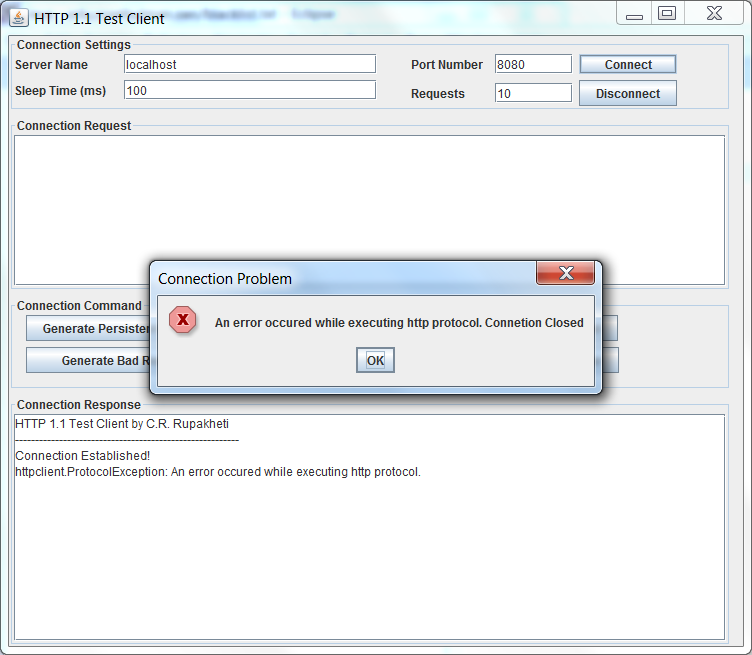 HTTP 1.1 Test Client
Connection Settings
Server Name localhost Port Number 8080 Connect
Sleep Time (ms) 100 Requests 10 Disconnect
Connection Request
Connection Problem
An error occured while executing http protocol. Connetion Closed
OK
Connection Command
Generate Persisten
Generate Bad R
Connection Response
HTTP 1.1 Test Client by C.R. Rupakheti
--------------------------------------------------------
Connection Established!
httpclient.ProtocolException: An error occured while executing http protocol.